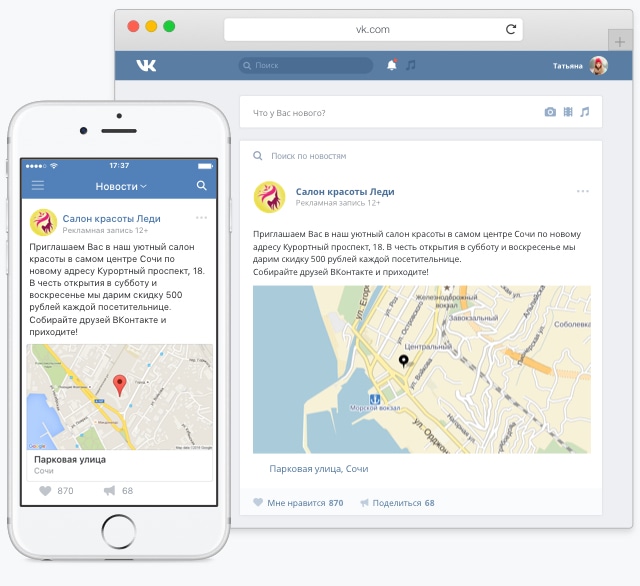 vk.com
Поиск
Татьяна
Что у Вас нового?
Поиск по новостям
Салон красоты Леди
Рекламная запись 12+
Приглашаем Вас в наш уютный салон красоты в самом центре Сочи по новому
адресу Курортный проспект, 18. В честь открытия в субботу и воскресенье мы
дарим скидку 500 рублей каждой посетительнице.
Собирайте друзей ВКонтакте и приходите!
Железнодорожный
вокзал
Завокзальный
Соболевка
Центральный
Морской вокзал
Парковая улица, Сочи
Мне нравится 870
Поделиться 68
17:37
Новости
Салон красоты Леди
Рекламная запись 12+
Приглашаем Вас в наш уютный салон
красоты в самом центре Сочи по
новому адресу Курортный проспект, 18.
В честь открытия в субботу и
воскресенье мы дарим скидку 500
рублей каждой посетительнице.
Собирайте друзей ВКонтакте и
приходите!
Парковая улица
Сочи
870
68